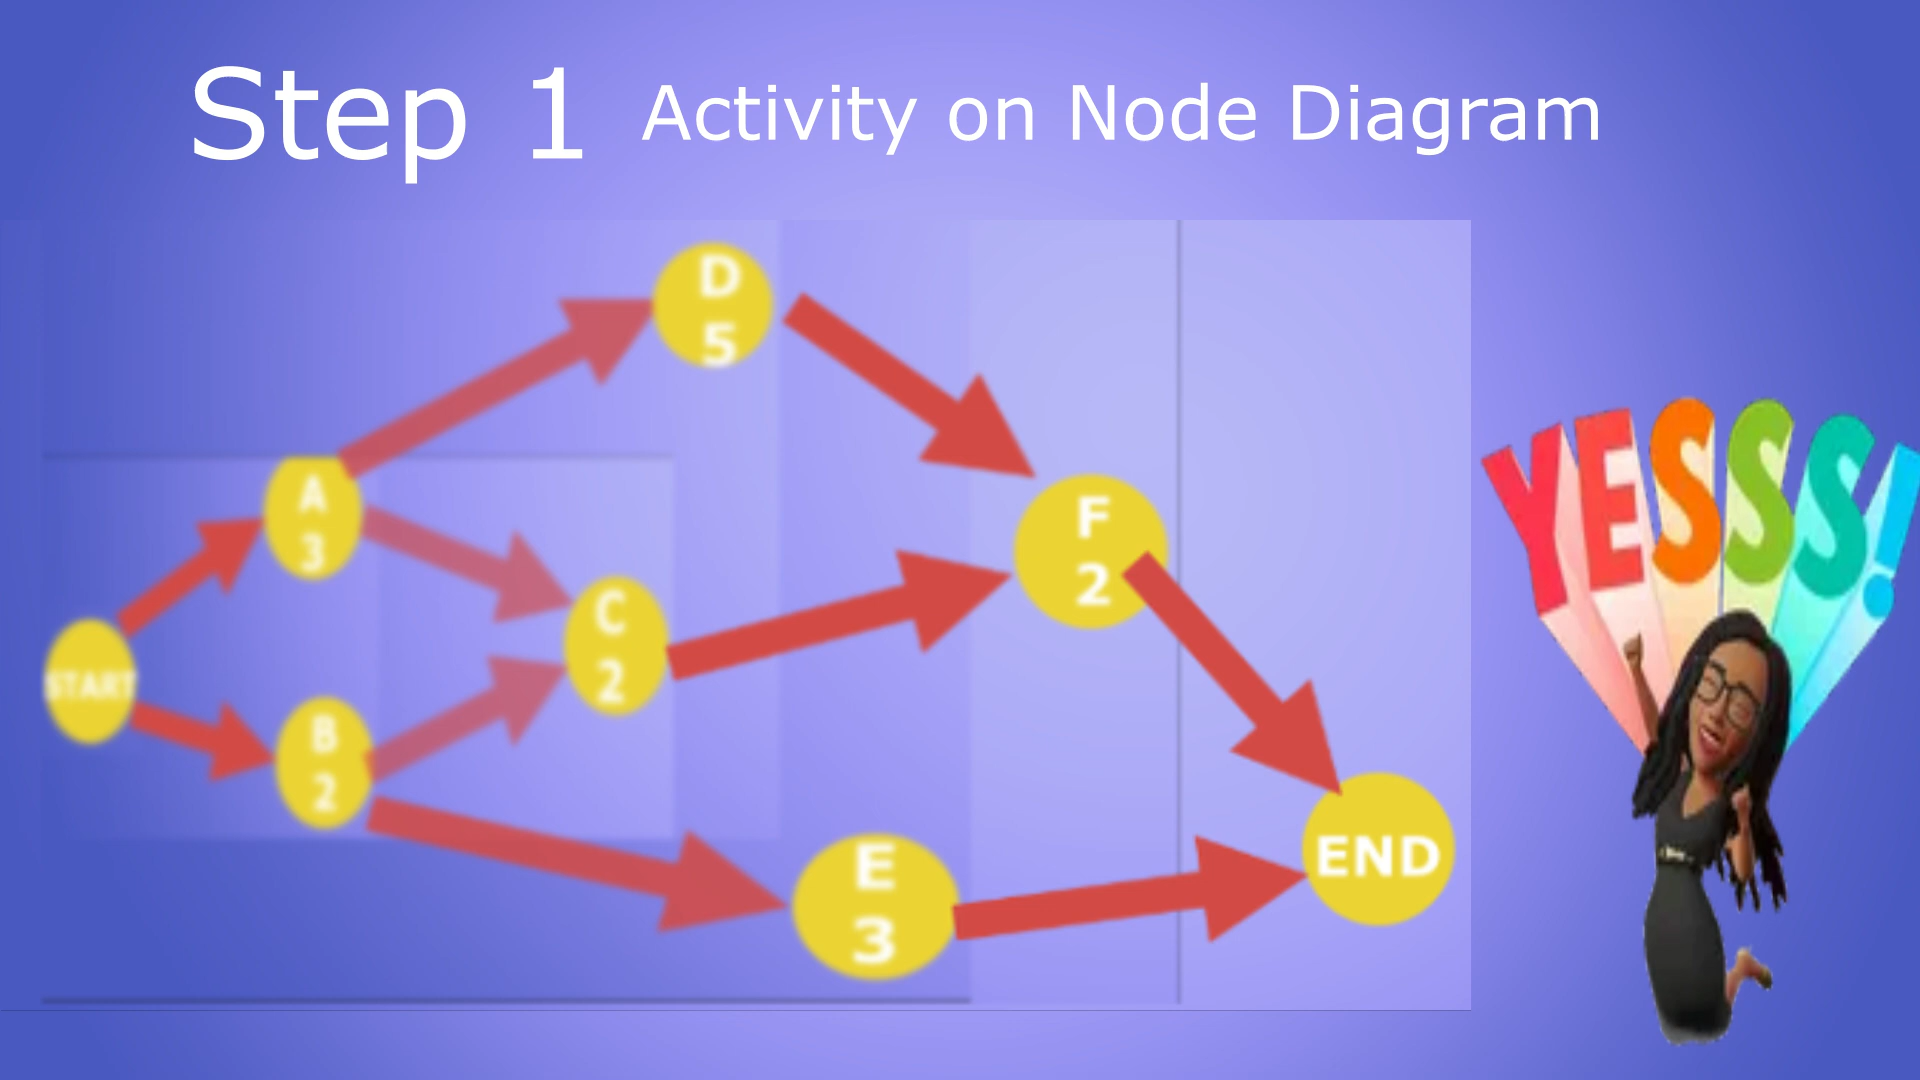 Step 1 Activity on Node Diagram
D
5
A
3
F
2
C
2
START
B
2
E
3
END
YESSS!